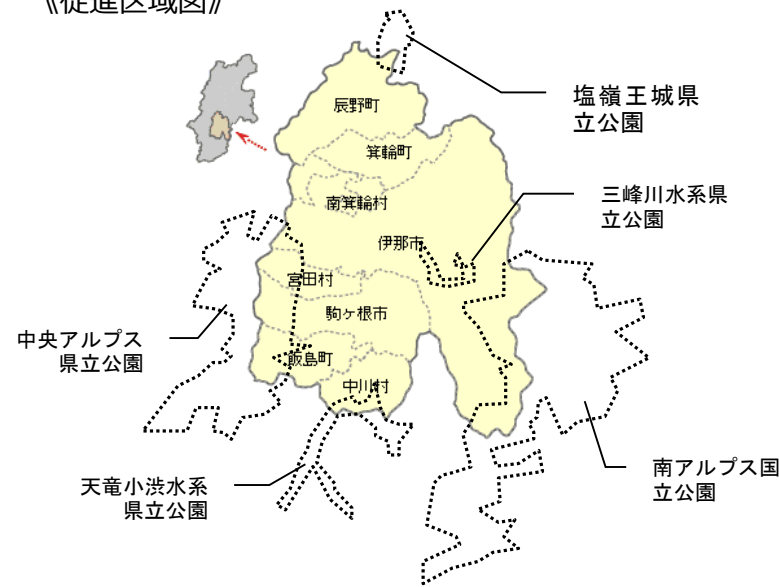 《促進区域図》
塩嶺王城県
立公園
辰野町
箕輪町
三峰川水系県
立公園
南箕輪村
伊那市
宮田村
駒ヶ根市
中央アルプス
県立公園
飯島町
中川村
南アルプス国
立公園
天竜小渋水系
県立公園